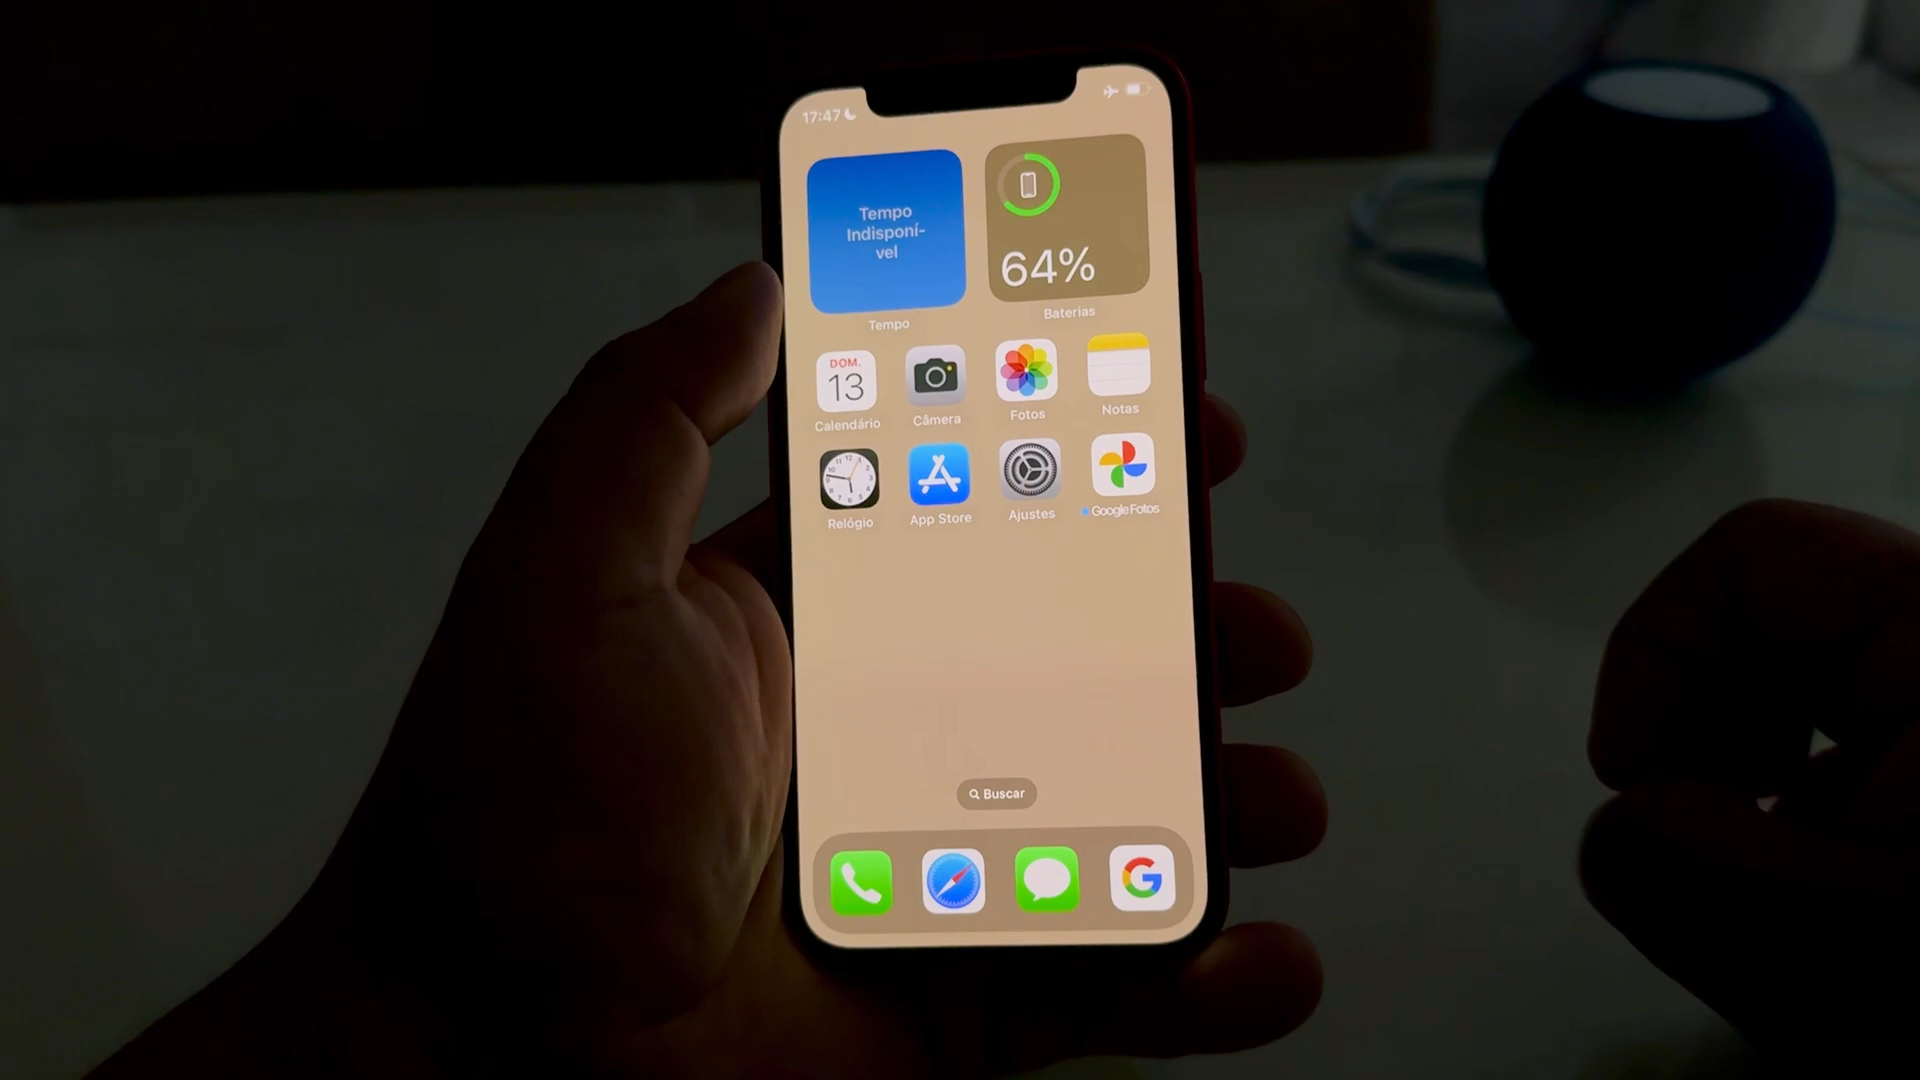 17:47
Tempo
Indisponí-
vel
64%
Tempo
Baterias
DOM.
13
Calendário
Câmera
Fotos
Notas
Relógio
App Store
Ajustes
Google Fotos
Buscar
G